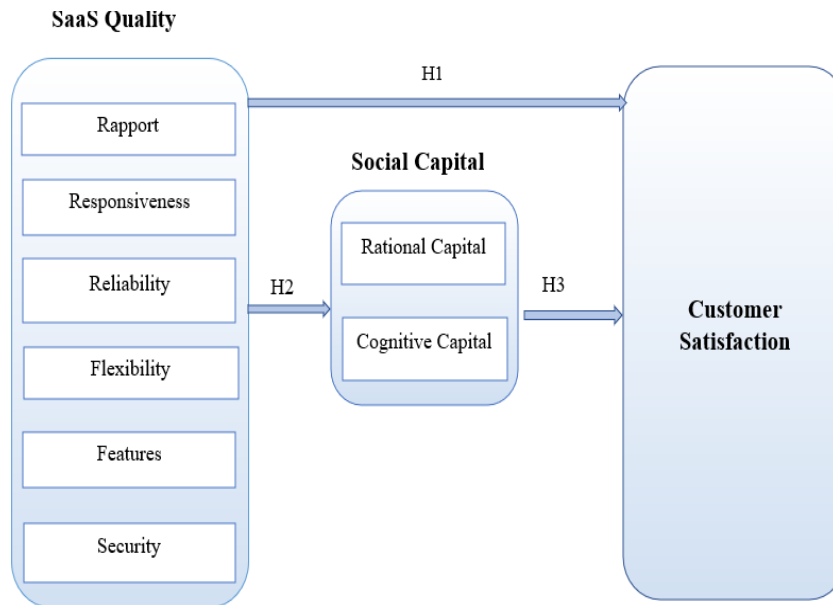 SaaS Quality
H1
Rapport
Social Capital
Responsiveness
Rational Capital
Reliability
H2
H3
Customer
Satisfaction
Cognitive Capital
Flexibility
Features
Security